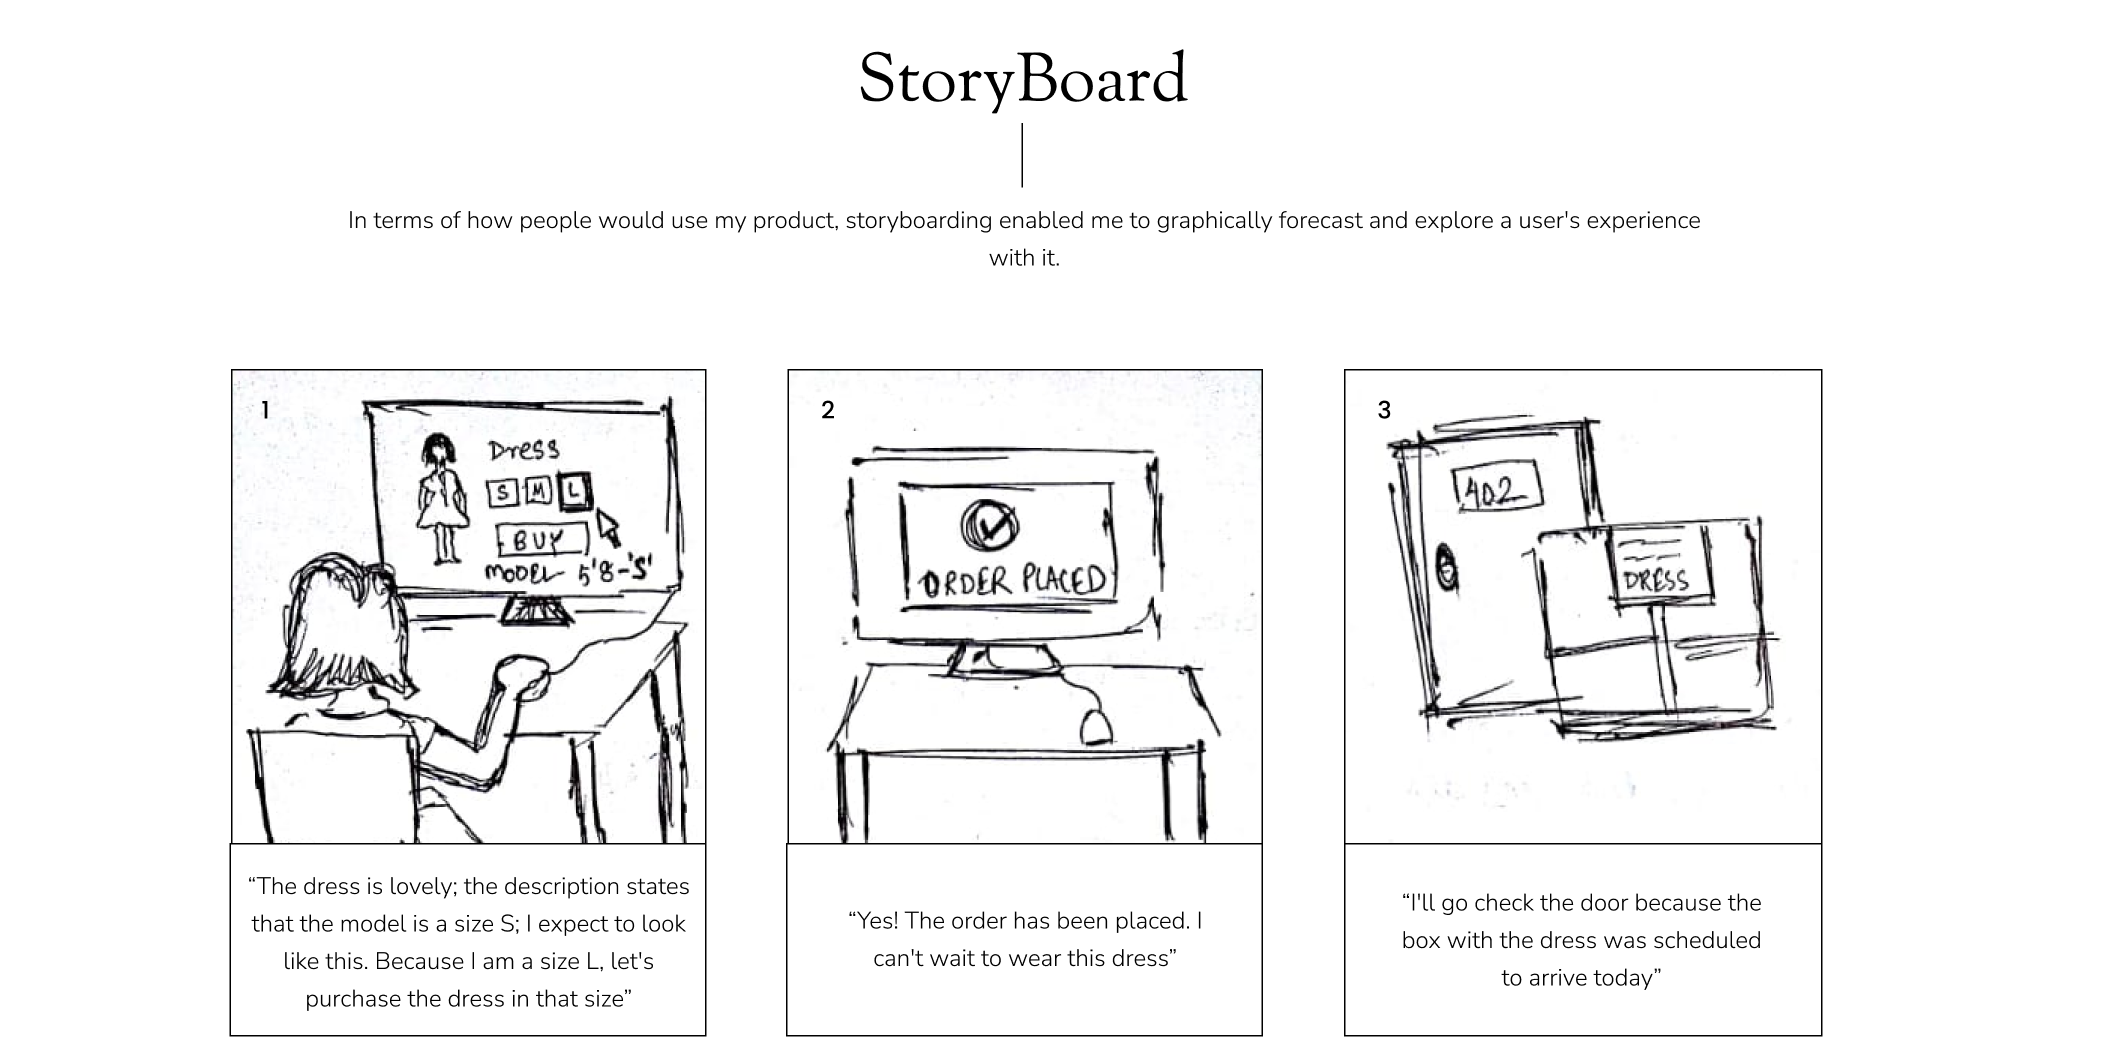 StoryBoard
In terms of how people would use my product, storyboarding enabled me to graphically forecast and explore a user's experience
with it.
1
Dress
S M L
BUY
MODEL 5'8-'S'
“The dress is lovely; the description states
that the model is a size S; I expect to look
like this. Because I am a size L, let's
purchase the dress in that size”
2
ORDER PLACED
“Yes! The order has been placed. I
can't wait to wear this dress”
3
402
DRESS
“I'll go check the door because the
box with the dress was scheduled
to arrive today”